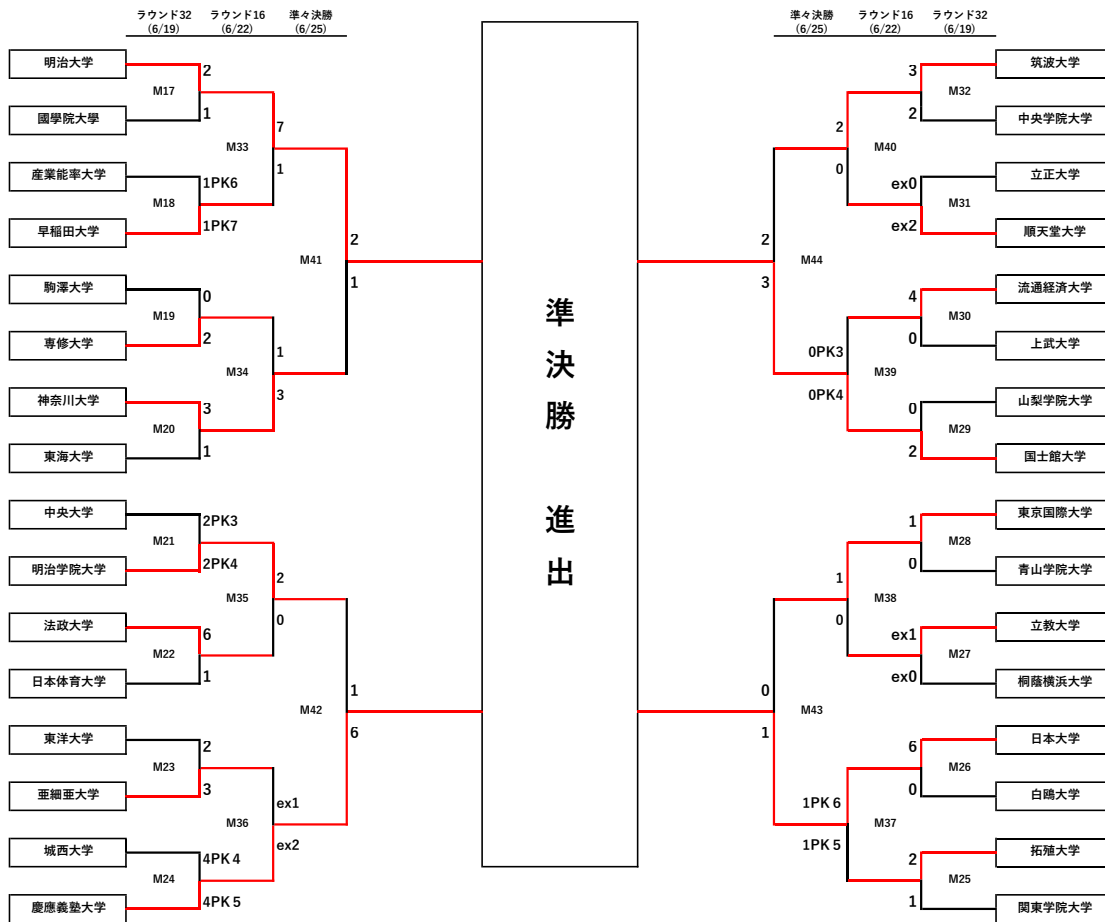 ラウンド32 ラウンド16 準々決勝
(6/19) (6/22) (6/25)
準々決勝 ラウンド16 ラウンド32
(6/25) (6/22) (6/19)
明治大学
2
M17
1
國學院大學
7
M33
1
産業能率大学
1PK6
M18
1PK7
早稲田大学
2
M41
1
駒澤大学
0
M19
2
専修大学
1
M34
3
神奈川大学
3
M20
1
東海大学
中央大学
2PK3
M21
2PK4
明治学院大学
2
M35
0
法政大学
6
M22
1
日本体育大学
1
M42
6
東洋大学
2
M23
3
亜細亜大学
ex1
M36
ex2
城西大学
4PK4
M24
4PK5
慶應義塾大学
準決勝 進出
筑波大学
3
M32
2
中央学院大学
2
M40
0
立正大学
ex0
M31
ex2
順天堂大学
2
M44
3
流通経済大学
4
M30
0
上武大学
0PK3
M39
0PK4
山梨学院大学
0
M29
2
国士館大学
東京国際大学
1
M28
0
青山学院大学
1
M38
0
立教大学
ex1
M27
ex0
桐蔭横浜大学
0
M43
1
日本大学
6
M26
0
白鴎大学
1PK 6
M37
1PK 5
拓殖大学
2
M25
1
関東学院大学